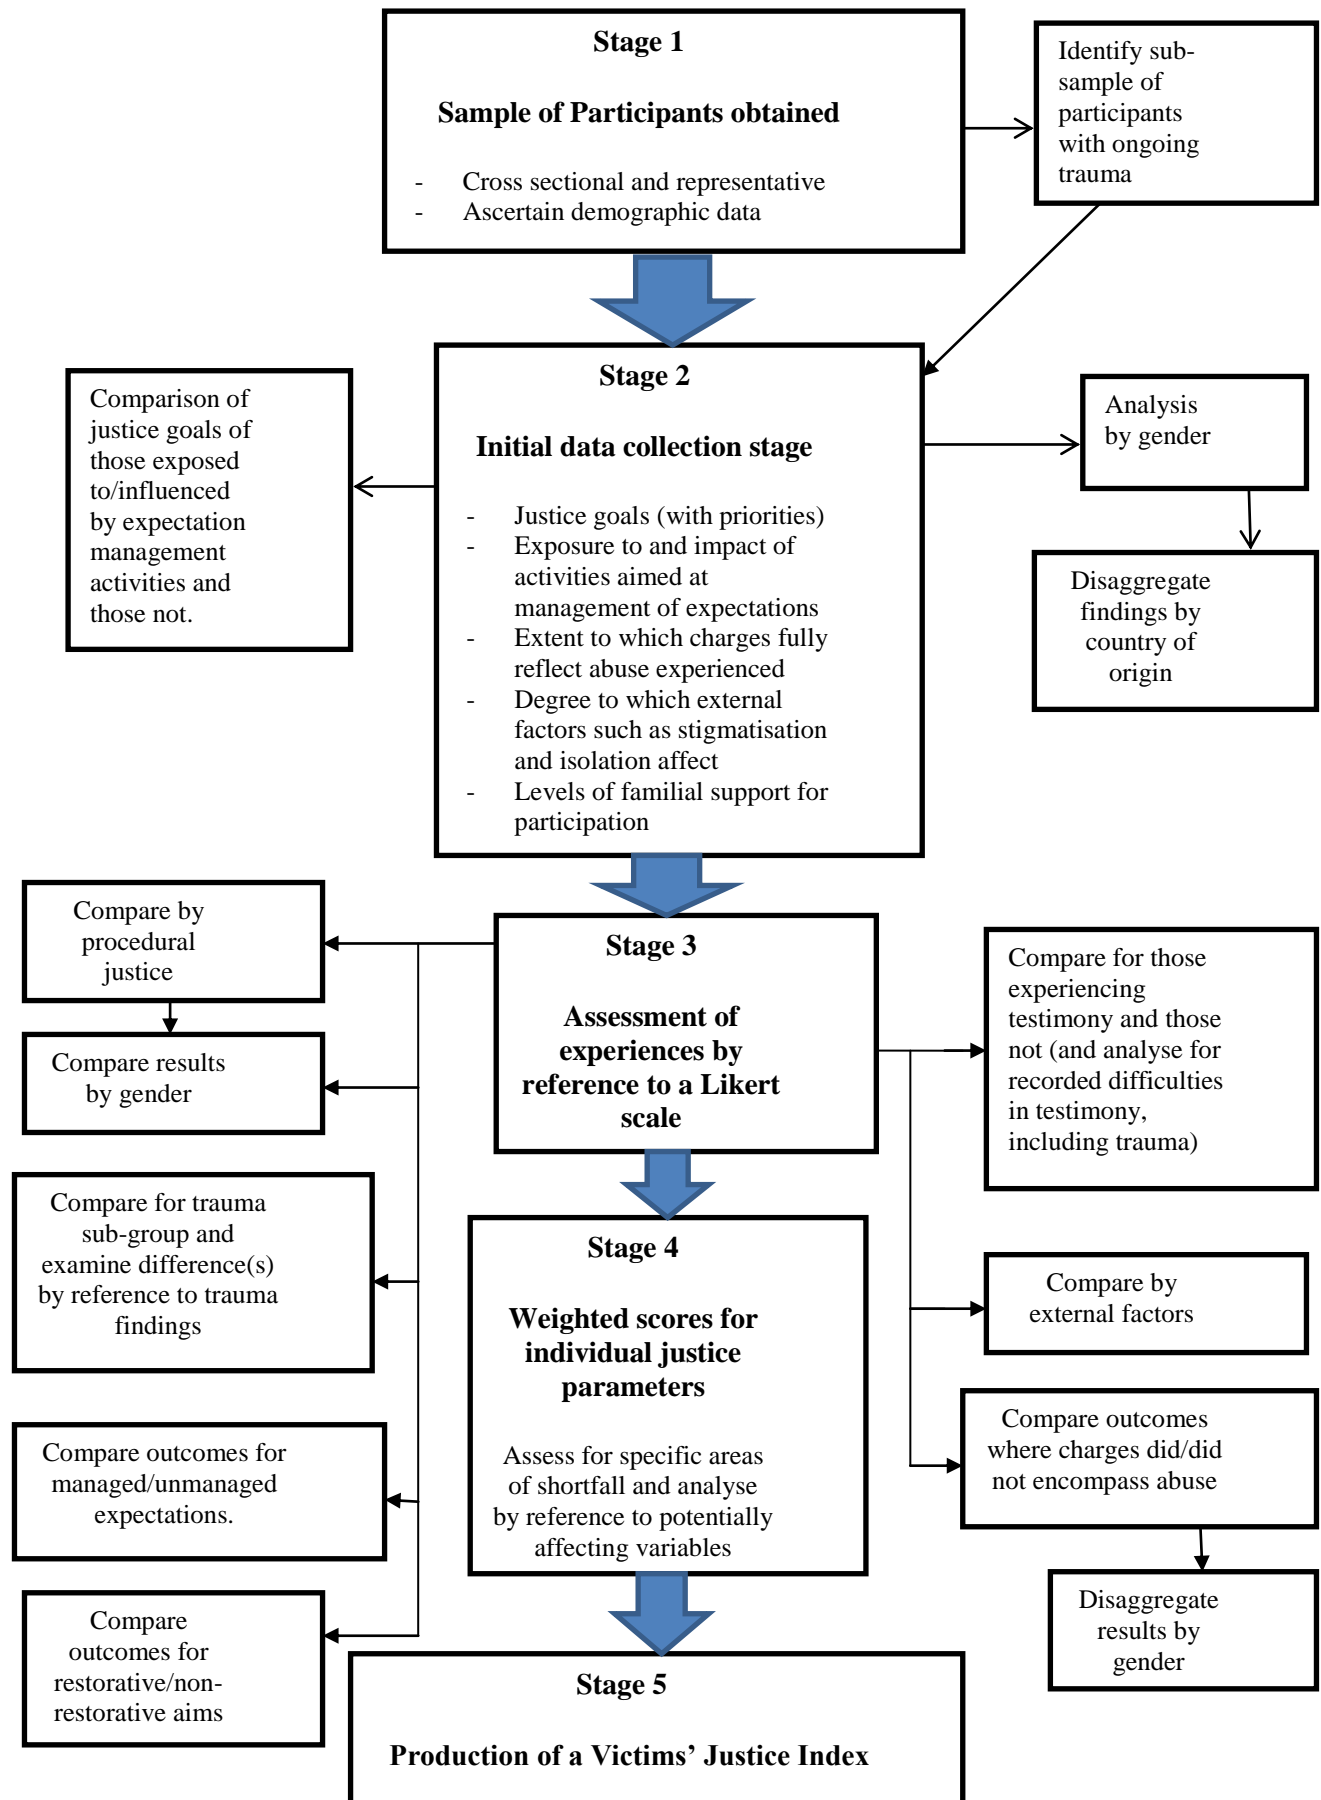 Stage 1
Sample of Participants obtained
- Cross sectional and representative
- Ascertain demographic data
Identify sub-
sample of
participants
with ongoing
trauma
Stage 2
Initial data collection stage
- Justice goals (with priorities)
- Exposure to and impact of
activities aimed at
management of expectations
- Extent to which charges fully
reflect abuse experienced
- Degree to which external
factors such as stigmatisation
and isolation affect
- Levels of familial support for
participation
Comparison of
justice goals of
those exposed
to/influenced
by expectation
management
activities and
those not.
Analysis
by gender
Disaggregate
findings by
country of
origin
Stage 3
Assessment of
experiences by
reference to a Likert
scale
Compare by
procedural
justice
Compare results
by gender
Compare for trauma
sub-group and
examine difference(s)
by reference to trauma
findings
Compare outcomes for
managed/unmanaged
expectations.
Compare
outcomes for
restorative/non-
restorative aims
Compare for those
experiencing
testimony and those
not (and analyse for
recorded difficulties
in testimony,
including trauma)
Compare by
external factors
Compare outcomes
where charges did/did
not encompass abuse
Disaggregate
results by
gender
Stage 4
Weighted scores for
individual justice
parameters
Assess for specific areas
of shortfall and analyse
by reference to potentially
affecting variables
Stage 5
Production of a Victims’ Justice Index